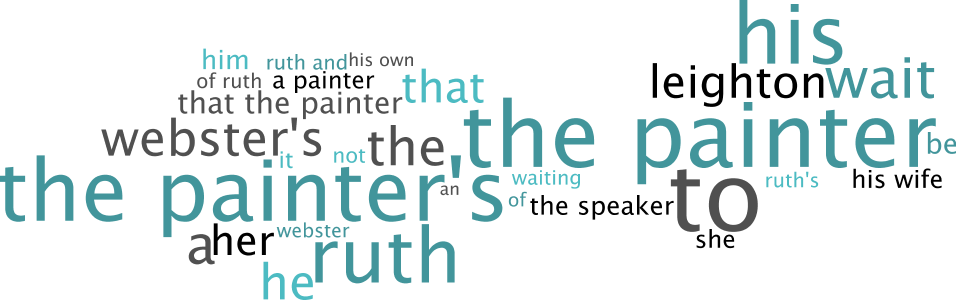 his
him
ruth and
his own
of ruth
a painter
that
leighton
wait
that the painter
webster's
the
the painter
be
it
not
the painter's
an
waiting
of
the speaker
to
ruth's
his wife
a
her
webster
ruth
she
he